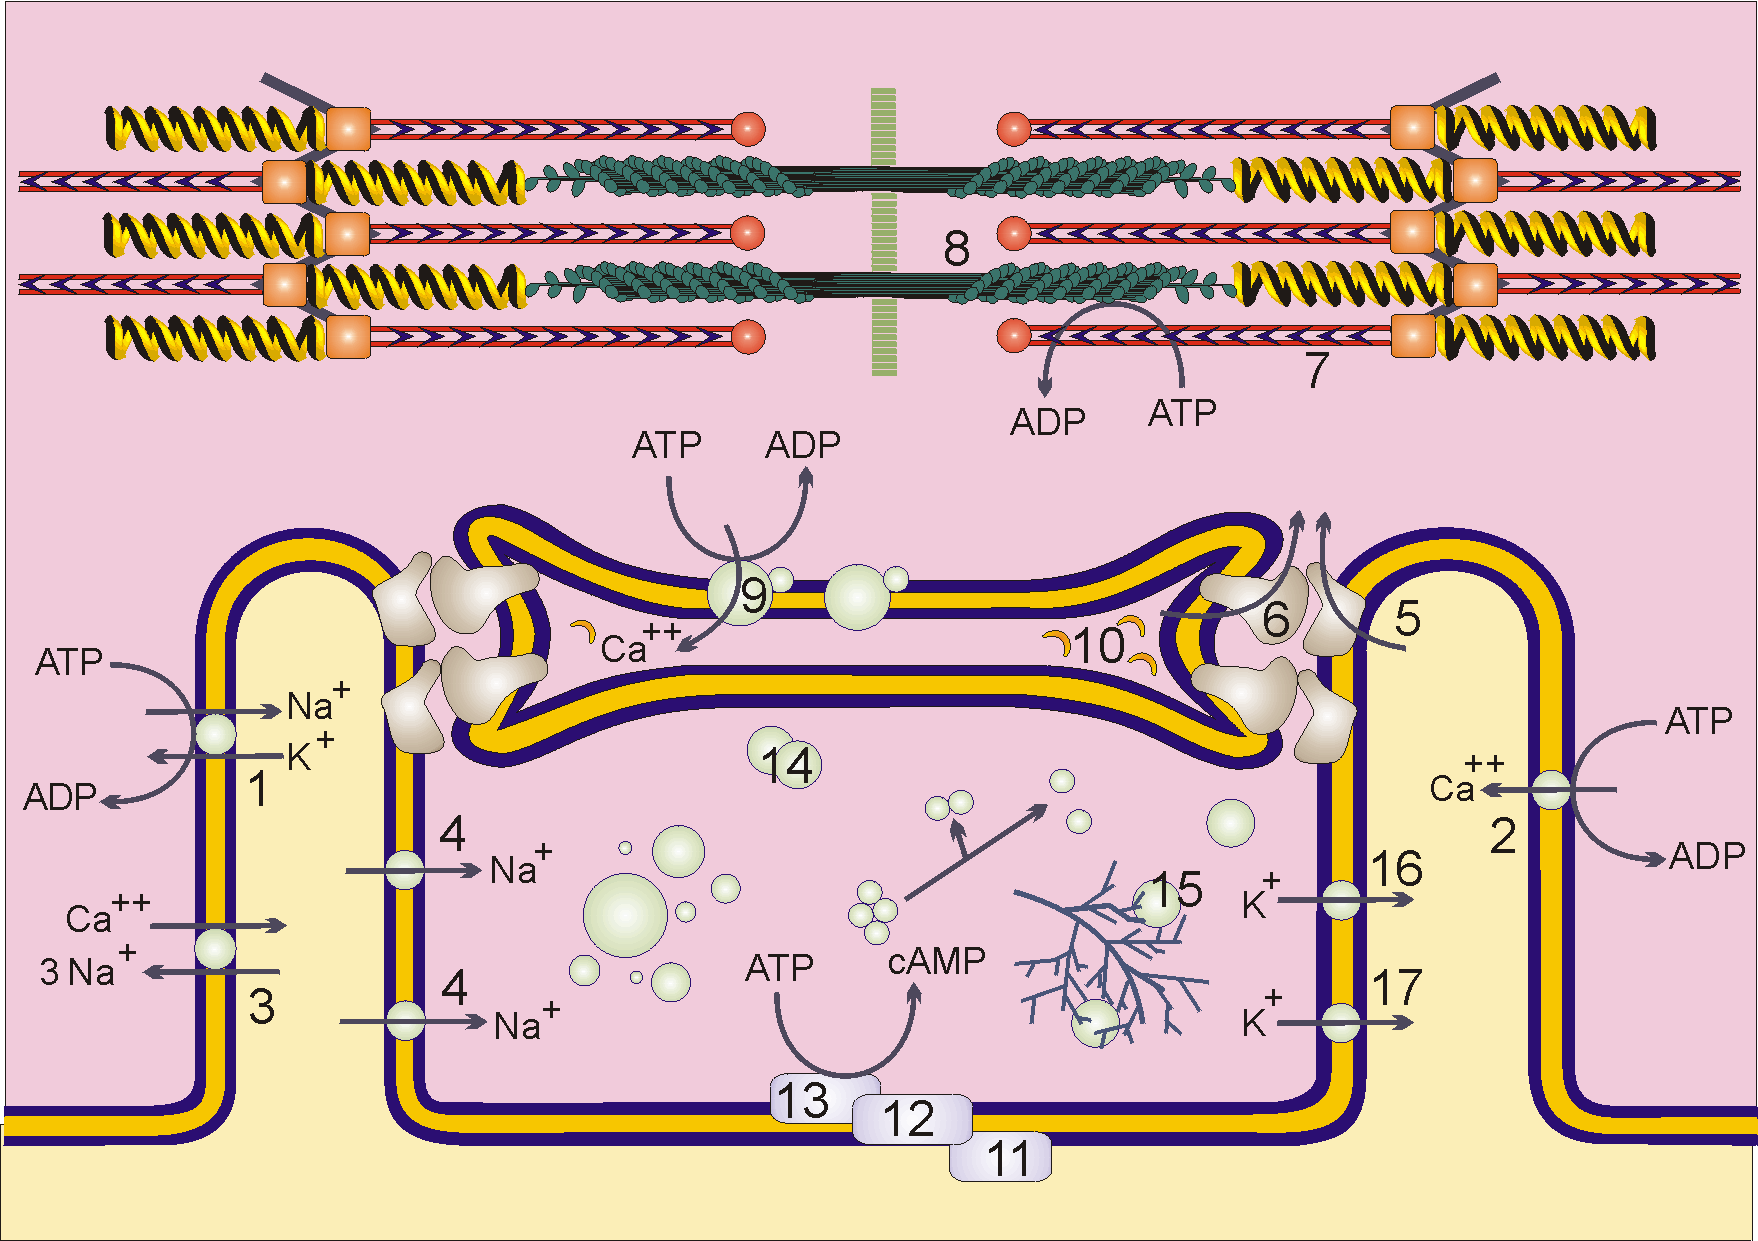 8
7
ADP
ATP
ATP
ADP
9
Ca++
10
6
5
ATP
Na+
K+
ADP
1
14
ATP
Ca++
2
ADP
4
Na+
15
K+
16
Ca++
3 Na+
3
ATP
cAMP
4
Na+
K+
17
13
12
11